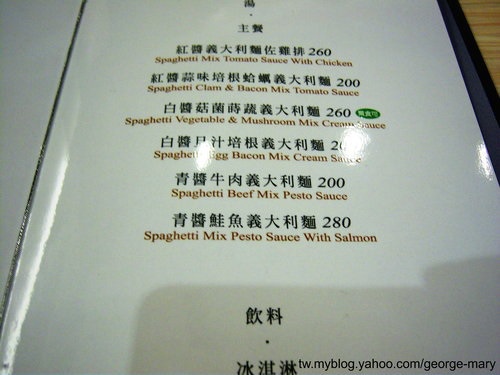 湯
·
主餐
紅醬義大利麵佐雞排 260
Spaghetti Mix Tomato Sauce With Chicken
紅醬蒜味培根蛤蠣義大利麵 200
Spaghetti Clam & Bacon Mix Tomato Sauce
白醬菇菌蒔蔬義大利麵 260 素食可
Spaghetti Vegetable & Mushroom Mix Cream Sauce
白醬 汁培根義大利麵
Spaghetti Egg Bacon Mix Cream Sauce
青醬牛肉義大利麵 200
Spaghetti Beef Mix Pesto Sauce
青醬鮭魚義大利麵 280
Spaghetti Mix Pesto Sauce With Salmon
飲料
·
冰淇淋
tw.myblog.yahoo.com/george-mary